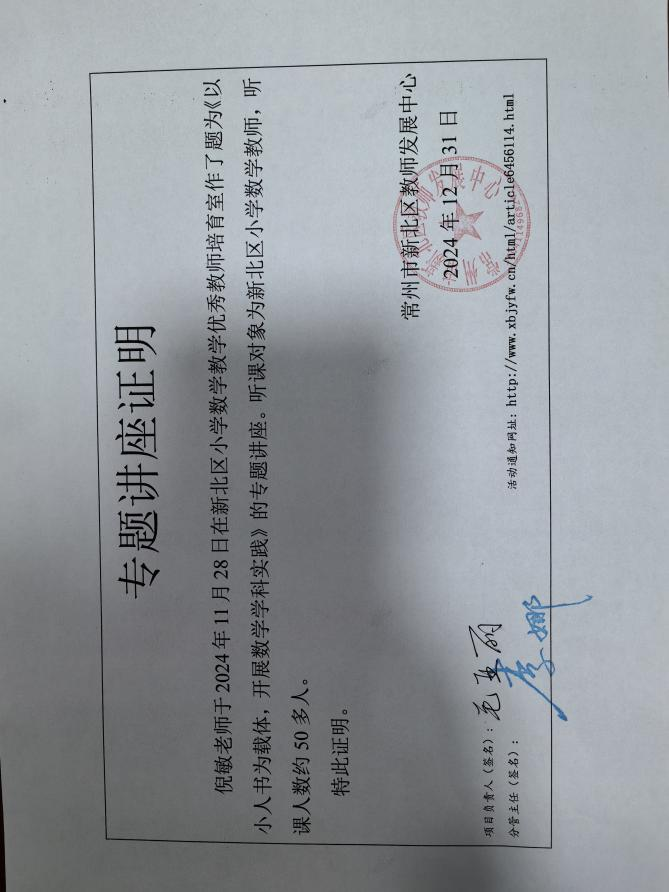 专题讲座证明
倪敏老师于2024年11月28日在新北区小学数学教学优秀教师培育室作了题为《以
小人书为载体，开展数学学科实践》的专题讲座。听课对象为新北区小学数学教师，听
课人数约50多人。
特此证明。
常州市新北区教师发展中心
2024年12月31日
项目负责人（签名）：毛亚丽
分管主任（签名）：李娜
活动通知网址：http://www.xbjyfw.cn/html/article6456114.html